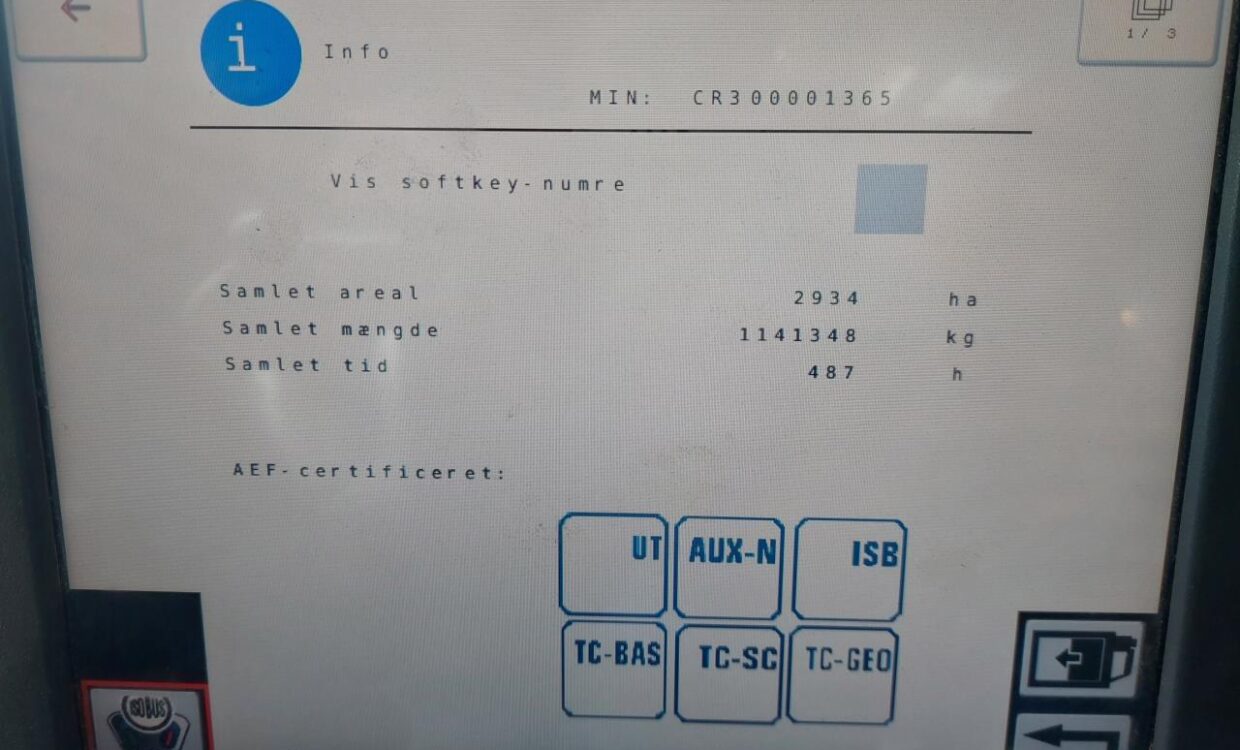 i
Info
1/ 3
MIN: CR300001365
Vis softkey-numre
Samlet areal 2934 ha
Samlet mængde 1141348 kg
Samlet tid 487 h
AEF-certificeret:
UT AUX-N ISB
TC-BAS TC-SC TC-GEO
ISOBUS